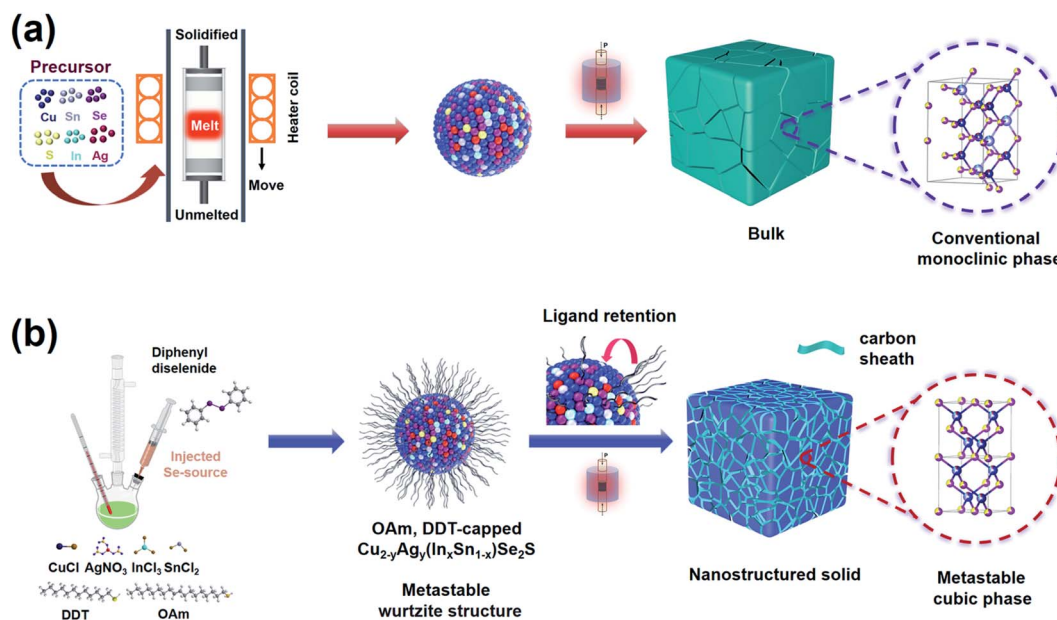 (a)
Solidified
Precursor
Cu Sn Se
S In Ag
Melt
Heater coil
Move
Unmelted
P
Bulk
Conventional
monoclinic phase
(b)
Diphenyl
diselenide
Injected
Se-source
CuCl AgNO3 InCl3 SnCl2
DDT OAm
OAm, DDT-capped
Cu2-yAgy(InxSn1-x)Se2S
Metastable
wurtzite structure
Ligand retention
P
carbon
sheath
Nanostructured solid
Metastable
cubic phase